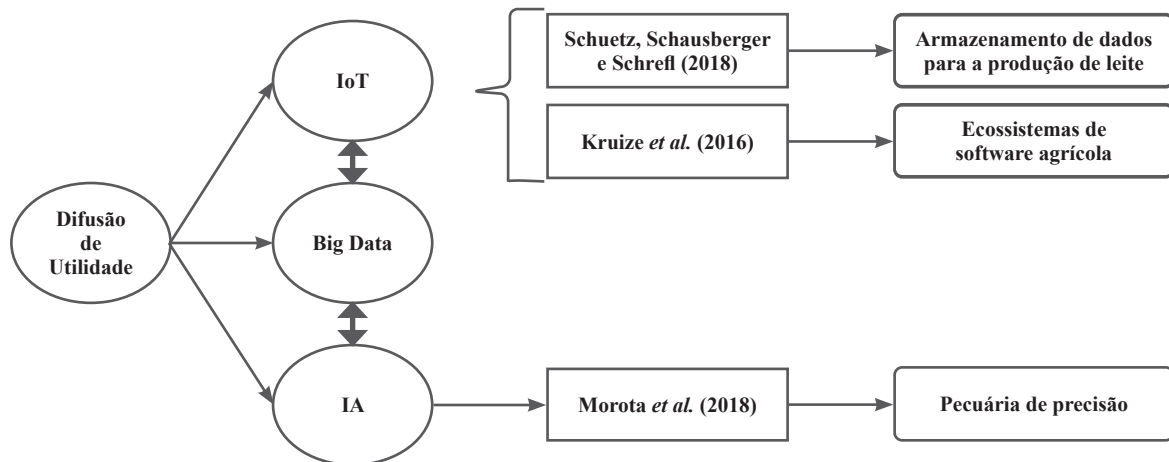 Difusão
de
Utilidade
IoT
Big Data
IA
Schuetz, Schausberger
e Schrefl (2018)
Armazenamento de dados
para a produção de leite
Kruize et al. (2016)
Ecossistemas de
software agrícola
Morota et al. (2018)
Pecuária de precisão